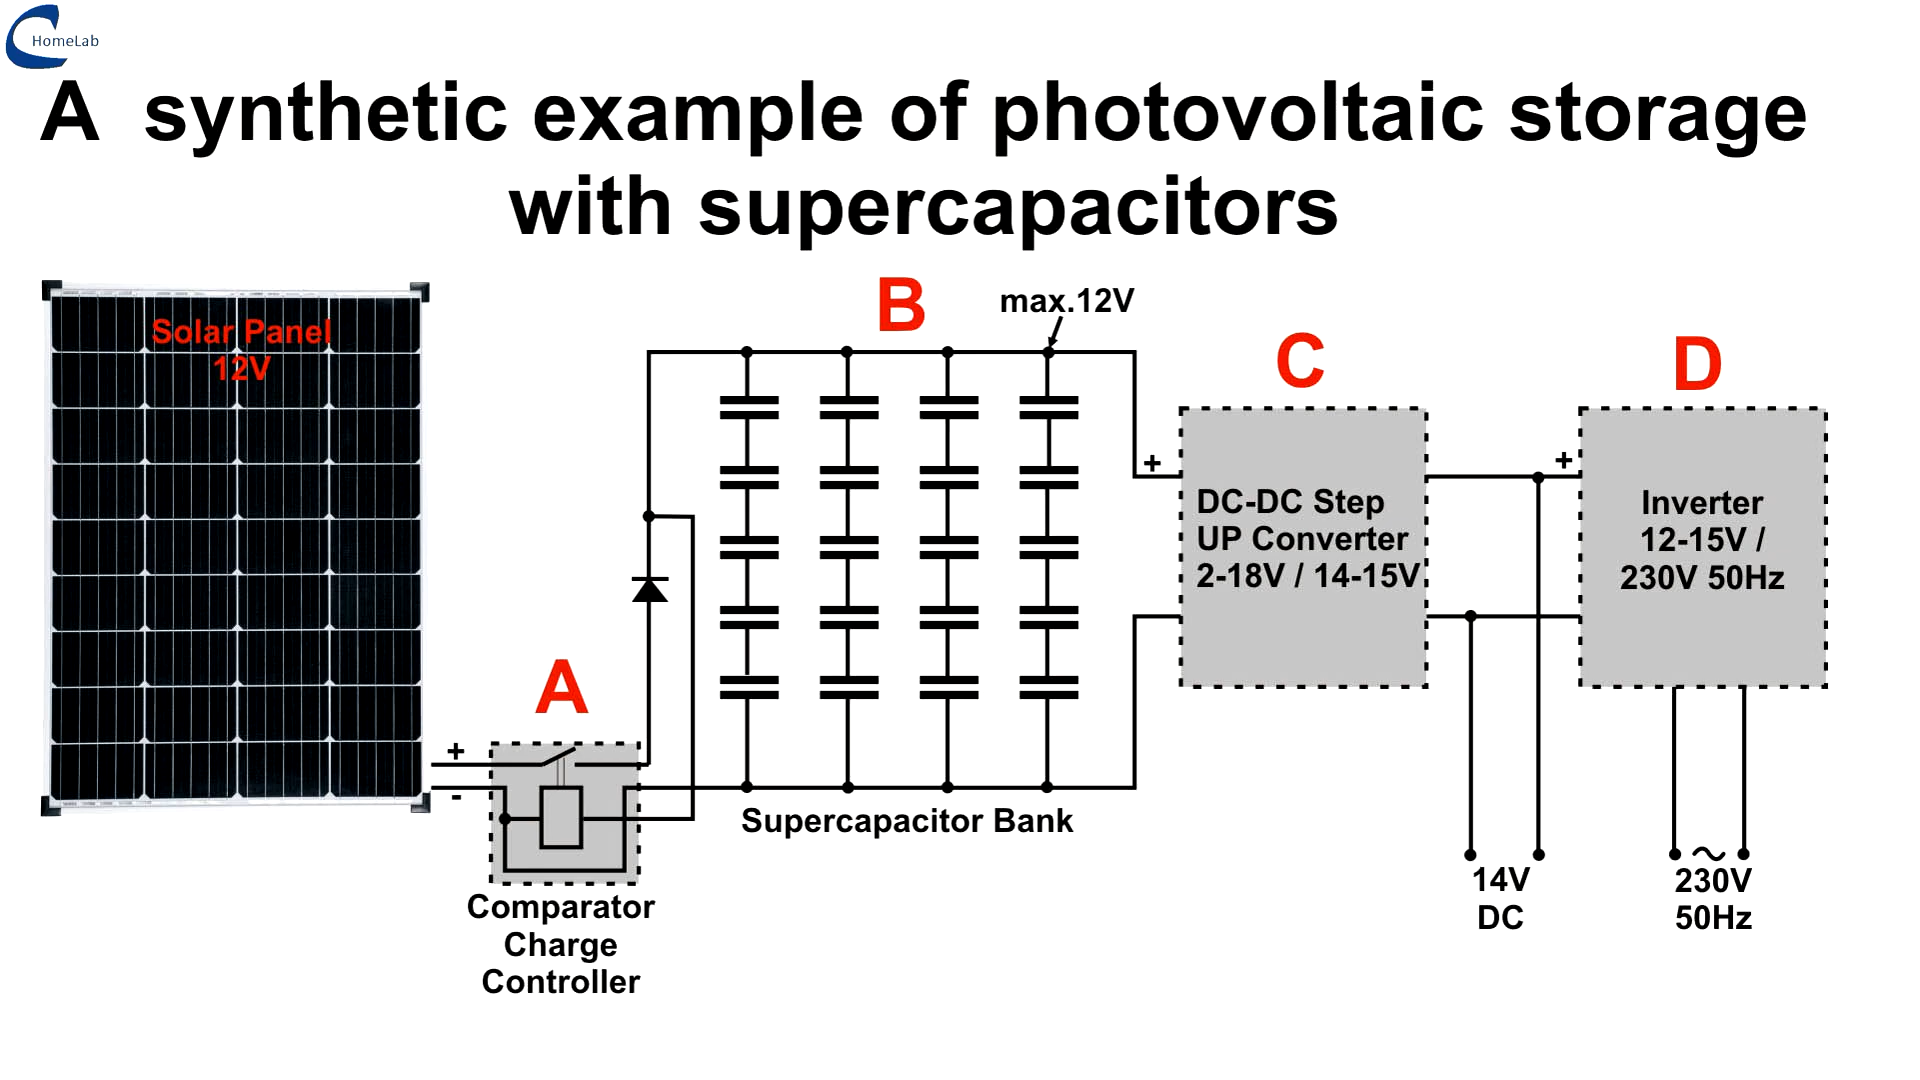 HomeLab
A synthetic example of photovoltaic storage
with supercapacitors
Solar Panel
12V
A
B
max.12V
C
D
+
-
+
DC-DC Step
UP Converter
2-18V / 14-15V
+
Inverter
12-15V /
230V 50Hz
Supercapacitor Bank
Comparator
Charge
Controller
14V
DC
~
230V
50Hz